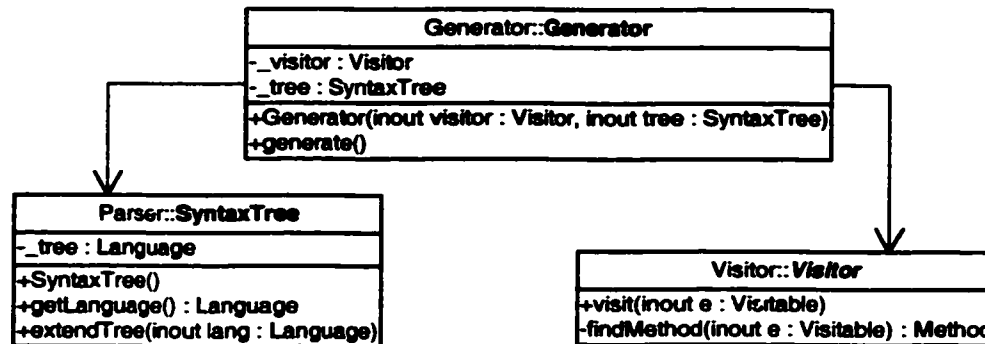 Generator::Generator
-_visitor : Visitor
-_tree : SyntaxTree
+Generator(inout visitor : Visitor, inout tree : SyntaxTree)
+generate()
Parser::SyntaxTree
-_tree : Language
+SyntaxTree()
+getLanguage() : Language
+extendTree(inout lang : Language)
Visitor::Visitor
+visit(inout e : Visitable)
-findMethod(inout e : Visitable) : Method